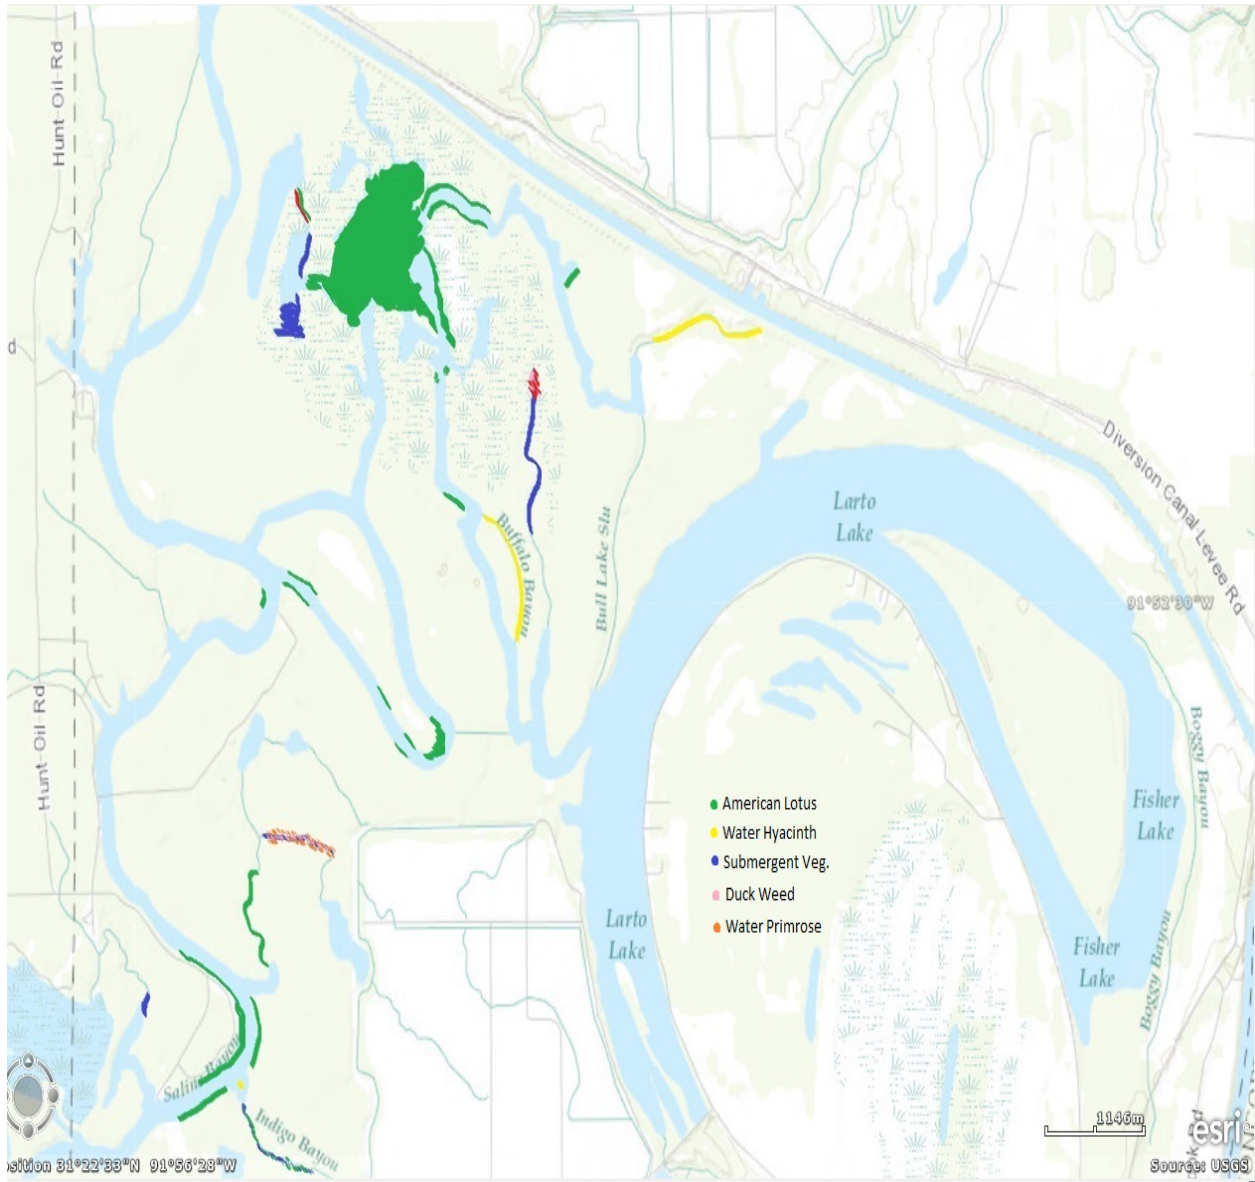 Hunt Oil Rd
d
Diversion Canal Levee Rd
Larto
Lake
Buffalo Bayou
Bull Lake Slu
91°52'30"W
Hunt-Oil-Rd
Boggy Bayou
American Lotus
Water Hyacinth
Submergent Veg.
Duck Weed
Water Primrose
Fisher
Lake
Larto
Lake
Fisher
Lake
Boggy Bayou
Saline Bayou
Indigo Bayou
1146m
esri
osition 31°22'33"N 91°56'28"W
Source: USGS